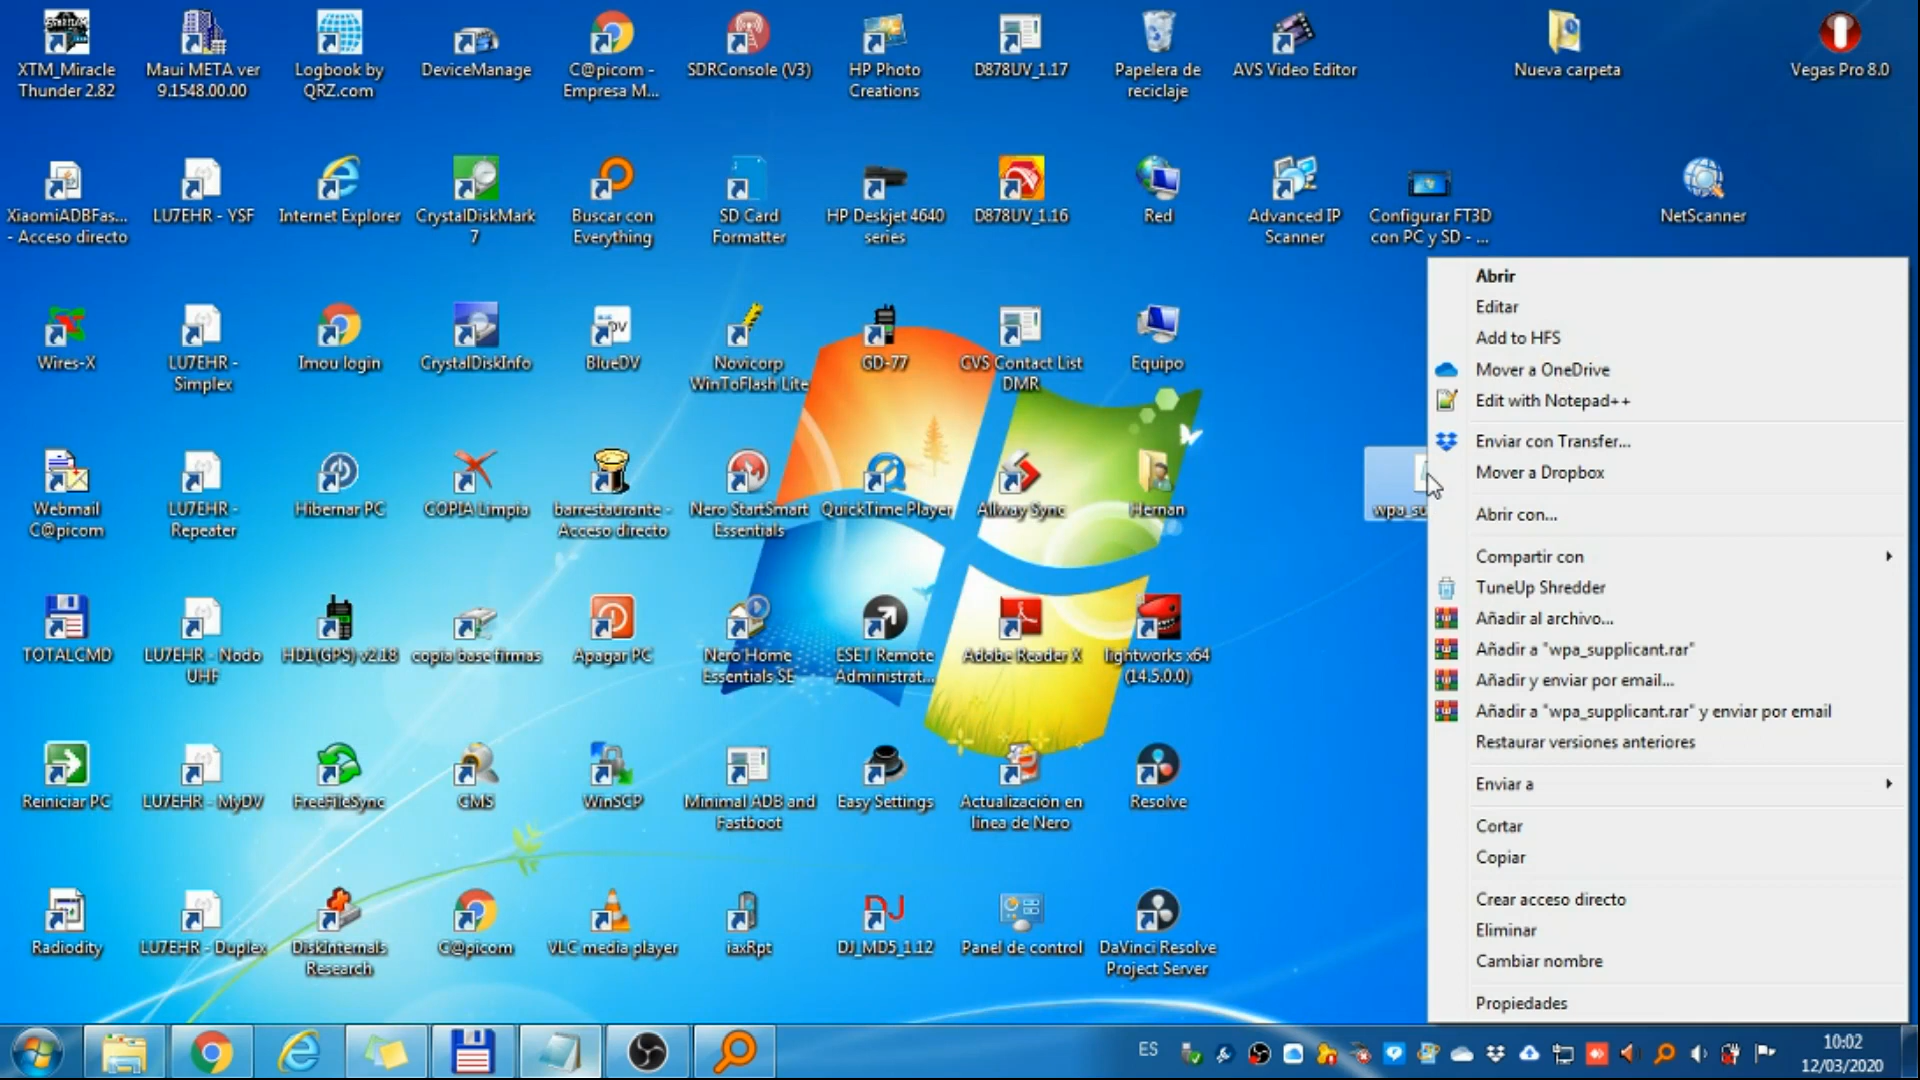 XTM_Miracle
Thunder 2.82
Maui META ver
9.1548.00.00
Logbook by
QRZ.com
DeviceManage
C@picom -
Empresa M...
SDRConsole (V3)
HP Photo
Creations
D878UV_1.17
Papelera de
reciclaje
AVS Video Editor
Nueva carpeta
Vegas Pro 8.0
XiaomiADBFas...
- Acceso directo
LU7EHR - YSF
Internet Explorer
CrystalDiskMark
7
Buscar con
Everything
SD Card
Formatter
HP Deskjet 4640
series
D878UV_1.16
Red
Advanced IP
Scanner
Configurar FT3D
con PC y SD - ...
NetScanner
Wires-X
LU7EHR -
Simplex
Imou login
CrystalDiskInfo
BlueDV
Novicorp
WinToFlash Lite
GD-77
CVS Contact List
DMR
Equipo
Webmail
C@picom
LU7EHR -
Repeater
Hibernar PC
COPIA Limpia
barrestaurante -
Acceso directo
Nero StartSmart
Essentials
QuickTime Player
Allway Sync
Hernan
wpa_su
TOTALCMD
LU7EHR - Nodo
UHF
HD1(GPS) v2.18
copia base firmas
Apagar PC
Nero Home
Essentials SE
ESET Remote
Administrat...
Adobe Reader X
lightworks x64
(14.5.0.0)
Reiniciar PC
LU7EHR - MyDV
FreeFileSync
CMS
WinSCP
Minimal ADB and
Fastboot
Easy Settings
Actualización en
línea de Nero
Resolve
Radiodity
LU7EHR - Duplex
DiskInternals
Research
C@picom
VLC media player
iaxRpt
DJ
DJ_MD5_1.12
Panel de control
DaVinci Resolve
Project Server
Abrir
Editar
Add to HFS
Mover a OneDrive
Edit with Notepad++
Enviar con Transfer...
Mover a Dropbox
Abrir con...
Compartir con
TuneUp Shredder
Añadir al archivo...
Añadir a "wpa_supplicant.rar"
Añadir y enviar por email...
Añadir a "wpa_supplicant.rar" y enviar por email
Restaurar versiones anteriores
Enviar a
Cortar
Copiar
Crear acceso directo
Eliminar
Cambiar nombre
Propiedades
ES
10:02
12/03/2020